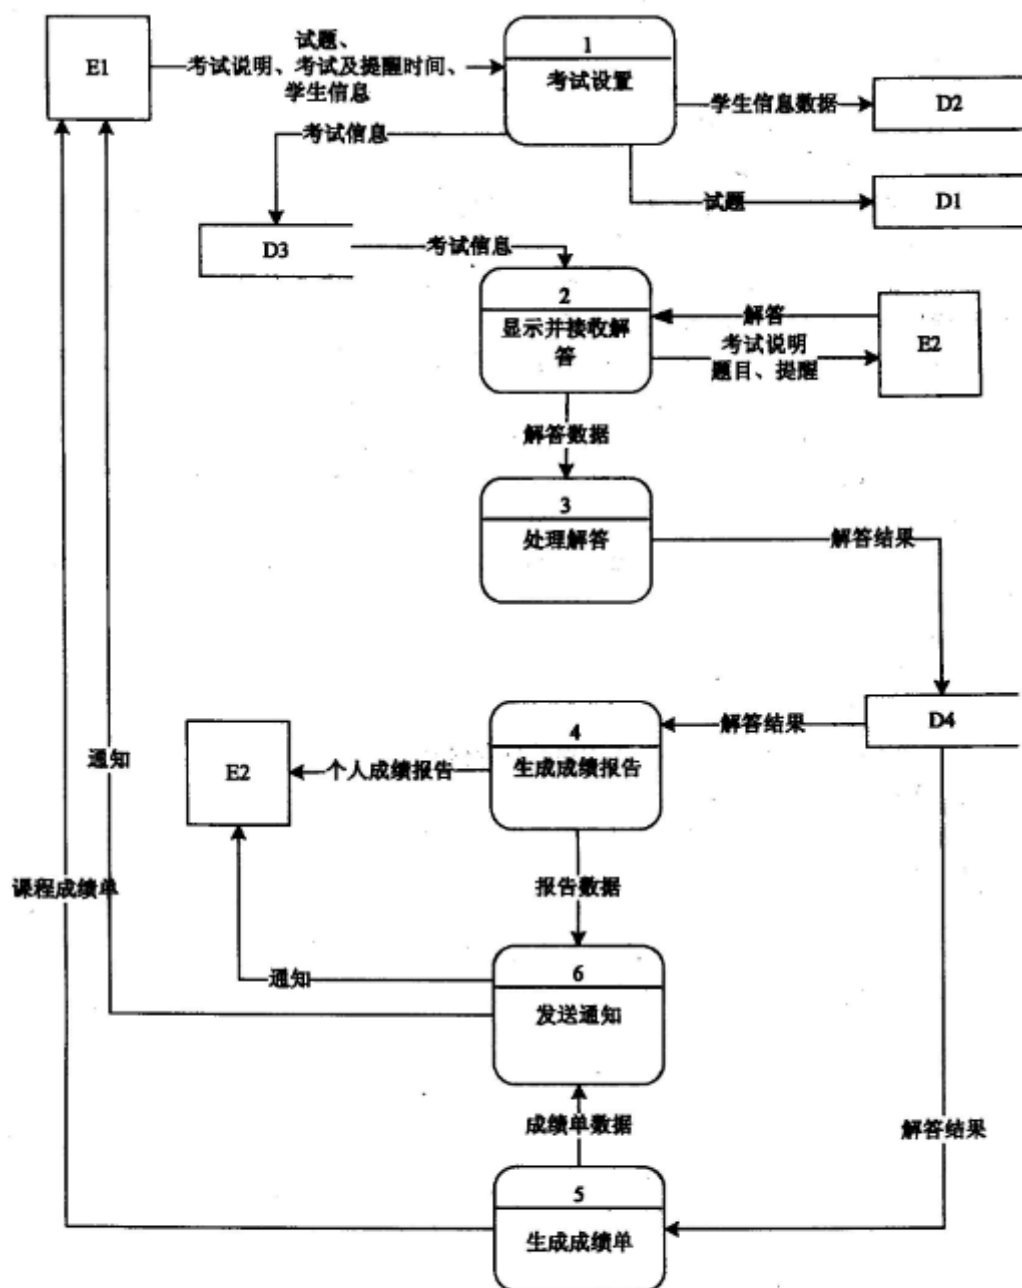 E1
试题、
考试说明、考试及提醒时间、
学生信息
1
考试设置
学生信息数据
D2
考试信息
试题
D1
D3
考试信息
2
显示并接收解
答
解答
考试说明
题目、提醒
E2
解答数据
3
处理解答
解答结果
D4
解答结果
4
生成成绩报告
个人成绩报告
E2
通知
报告数据
课程成绩单
6
发送通知
通知
成绩单数据
解答结果
5
生成成绩单